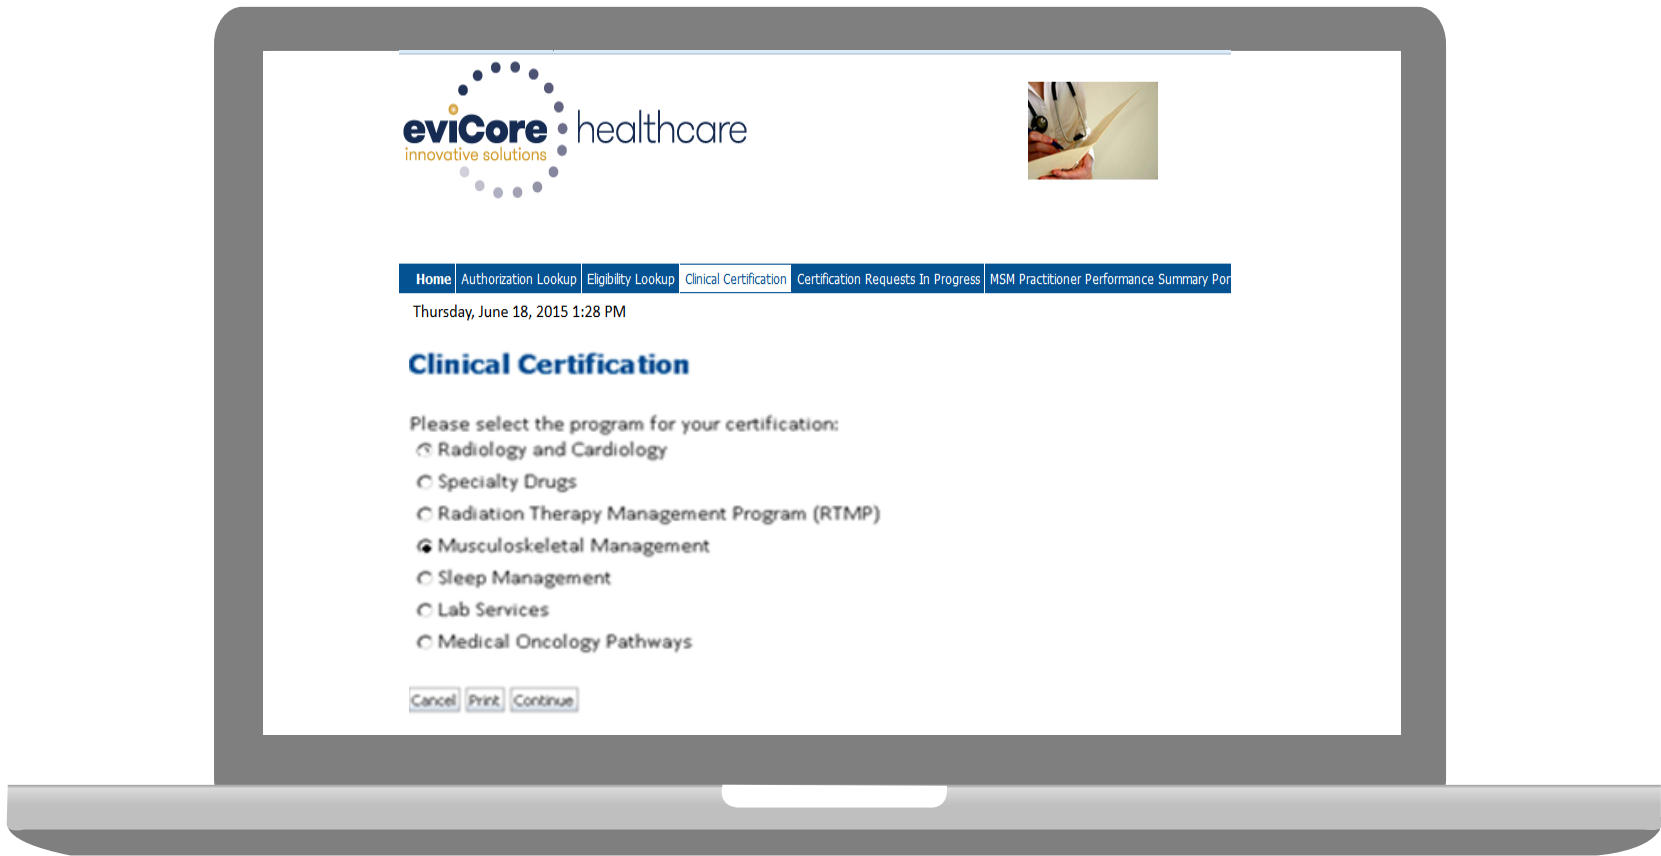 eviCore healthcare
innovative solutions
Home Authorization Lookup Eligibility Lookup Clinical Certification Certification Requests In Progress MSM Practitioner Performance Summary Por
Thursday, June 18, 2015 1:28 PM
Clinical Certification
Please select the program for your certification:
Radiology and Cardiology
Specialty Drugs
Radiation Therapy Management Program (RTMP)
Musculoskeletal Management
Sleep Management
Lab Services
Medical Oncology Pathways
Cancel Print Continue